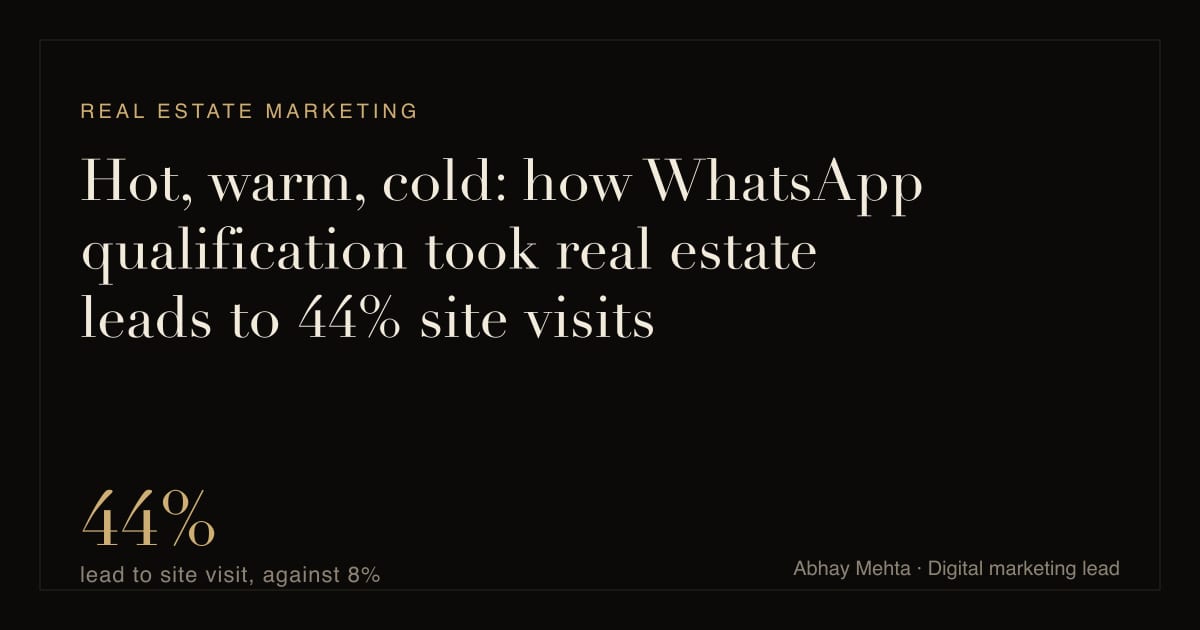 REAL ESTATE MARKETING
Hot, warm, cold: how WhatsApp
qualification took real estate
leads to 44% site visits
44%
lead to site visit, against 8%
Abhay Mehta · Digital marketing lead